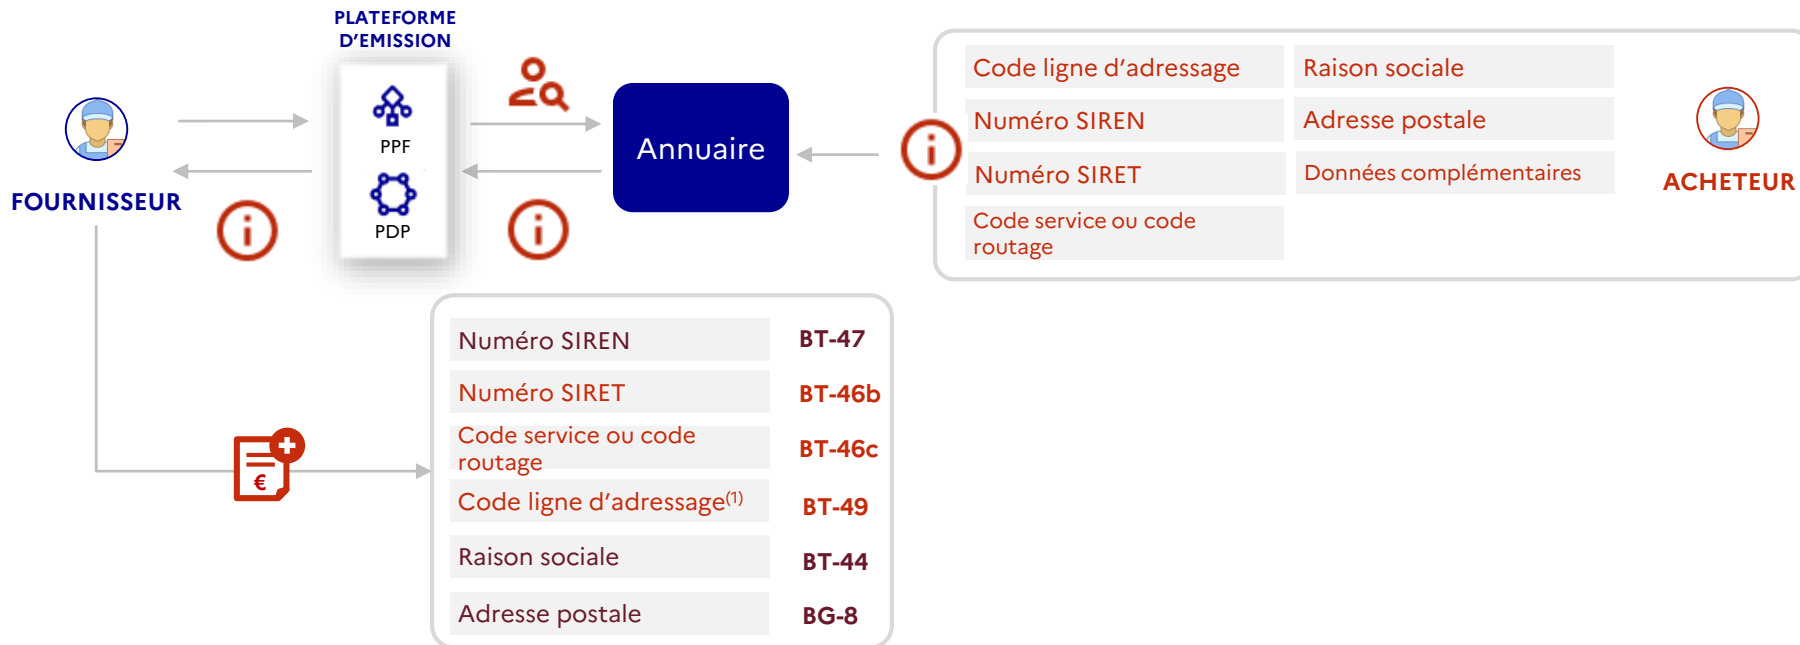 PLATEFORME
D’EMISSION
PPF
PDP
FOURNISSEUR
Annuaire
Code ligne d’adressage
Raison sociale
Numéro SIREN
Adresse postale
Numéro SIRET
Données complémentaires
Code service ou code
routage
ACHETEUR
Numéro SIREN
BT-47
Numéro SIRET
BT-46b
Code service ou code
routage
BT-46c
Code ligne d’adressage(1)
BT-49
Raison sociale
BT-44
Adresse postale
BG-8
€